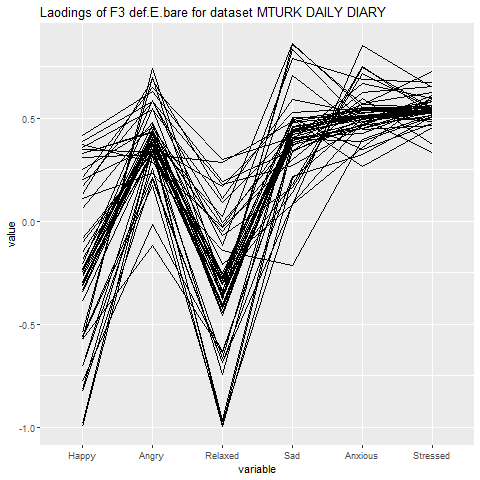 Laodings of F3 def.E.bare for dataset MTURK DAILY DIARY
value
0.5
0.0
-0.5
-1.0
Happy Angry Relaxed Sad Anxious Stressed
variable